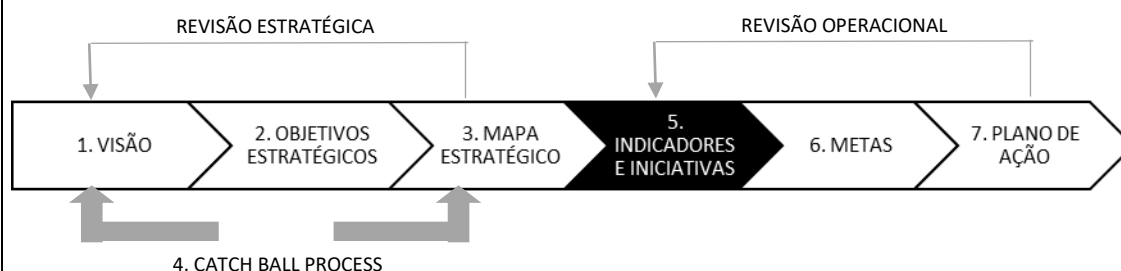 REVISÃO ESTRATÉGICA
REVISÃO OPERACIONAL
1. VISÃO
2. OBJETIVOS
ESTRATÉGICOS
3. MAPA
ESTRATÉGICO
5.
INDICADORES
E INICIATIVAS
6. METAS
7. PLANO DE
AÇÃO
4. CATCH BALL PROCESS